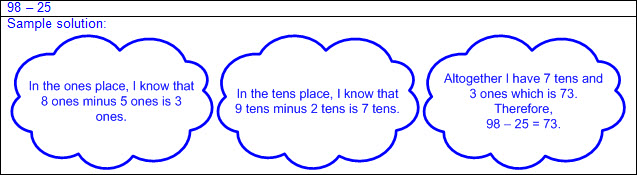 98 – 25
Sample solution:
In the ones place, I know that
8 ones minus 5 ones is 3
ones.
In the tens place, I know that
9 tens minus 2 tens is 7 tens.
Altogether I have 7 tens and
3 ones which is 73.
Therefore,
98 – 25 = 73.